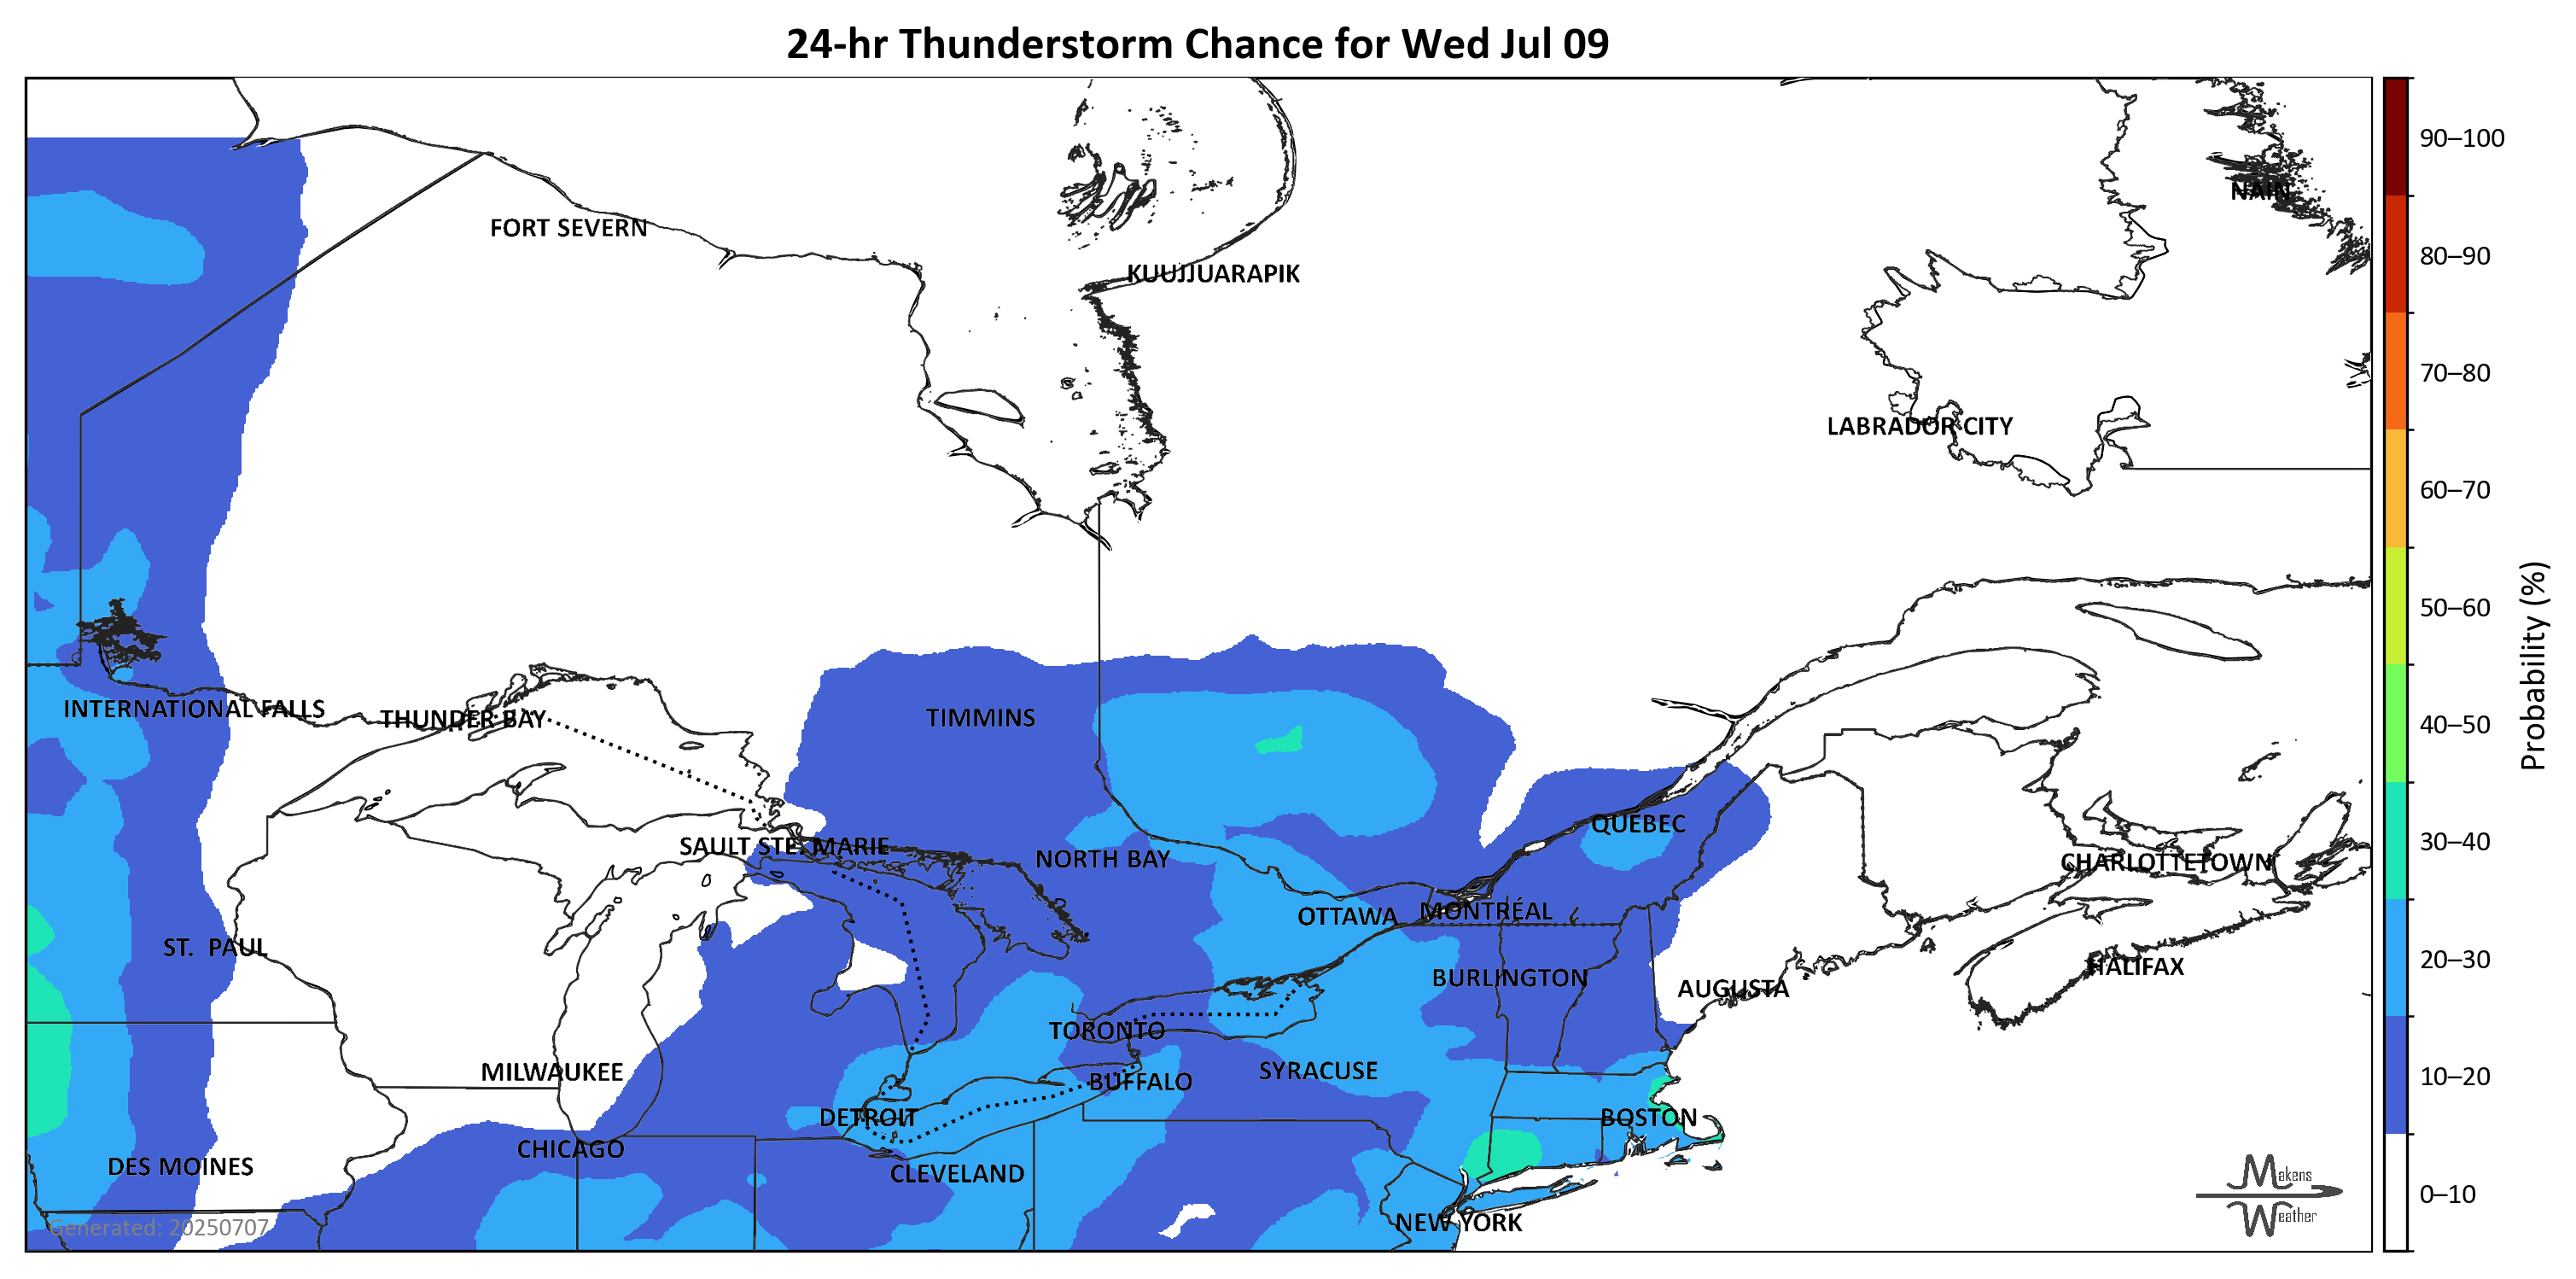 24-hr Thunderstorm Chance for Wed Jul 09
90–100
NAIN
FORT SEVERN
80–90
KUUJJUARAPIK
70–80
LABRADOR CITY
60–70
50–60
Probability (%)
INTERNATIONAL FALLS
THUNDER BAY
TIMMINS
40–50
QUEBEC
30–40
SAULT STE. MARIE
NORTH BAY
CHARLOTTETOWN
OTTAWA
MONTRÉAL
ST. PAUL
20–30
HALIFAX
BURLINGTON
AUGUSTA
TORONTO
MILWAUKEE
SYRACUSE
10–20
BUFFALO
DETROIT
BOSTON
CHICAGO
DES MOINES
CLEVELAND
Makens
Weather
0–10
NEW YORK
Generated: 20250707